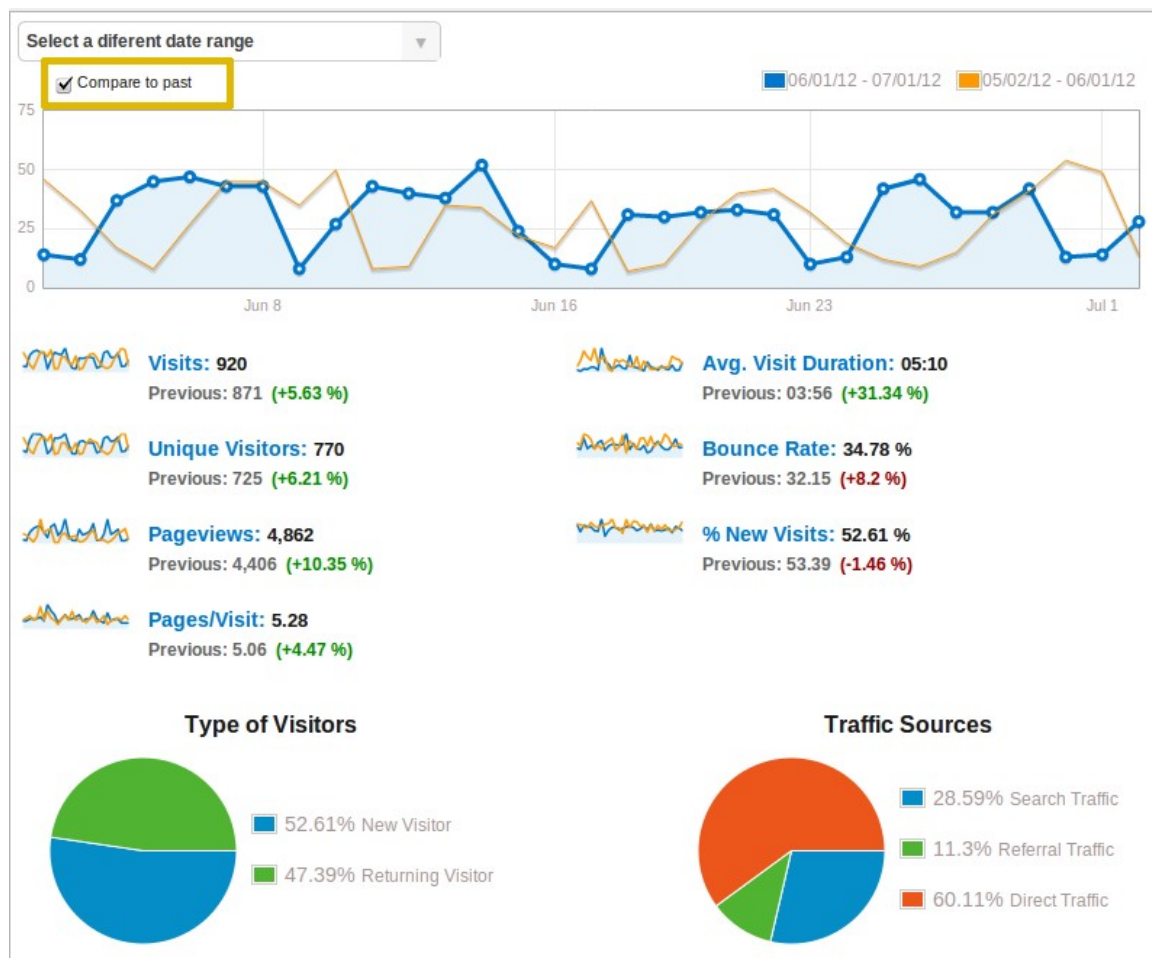 Select a diferent date range
Compare to past
06/01/12 - 07/01/12 05/02/12 - 06/01/12
75
50
25
0
Jun 8 Jun 16 Jun 23 Jul 1
Visits: 920
Previous: 871 (+5.63 %)
Avg. Visit Duration: 05:10
Previous: 03:56 (+31.34 %)
Unique Visitors: 770
Previous: 725 (+6.21 %)
Bounce Rate: 34.78 %
Previous: 32.15 (+8.2 %)
Pageviews: 4,862
Previous: 4,406 (+10.35 %)
% New Visits: 52.61 %
Previous: 53.39 (-1.46 %)
Pages/Visit: 5.28
Previous: 5.06 (+4.47 %)
Type of Visitors
52.61% New Visitor
47.39% Returning Visitor
Traffic Sources
28.59% Search Traffic
11.3% Referral Traffic
60.11% Direct Traffic